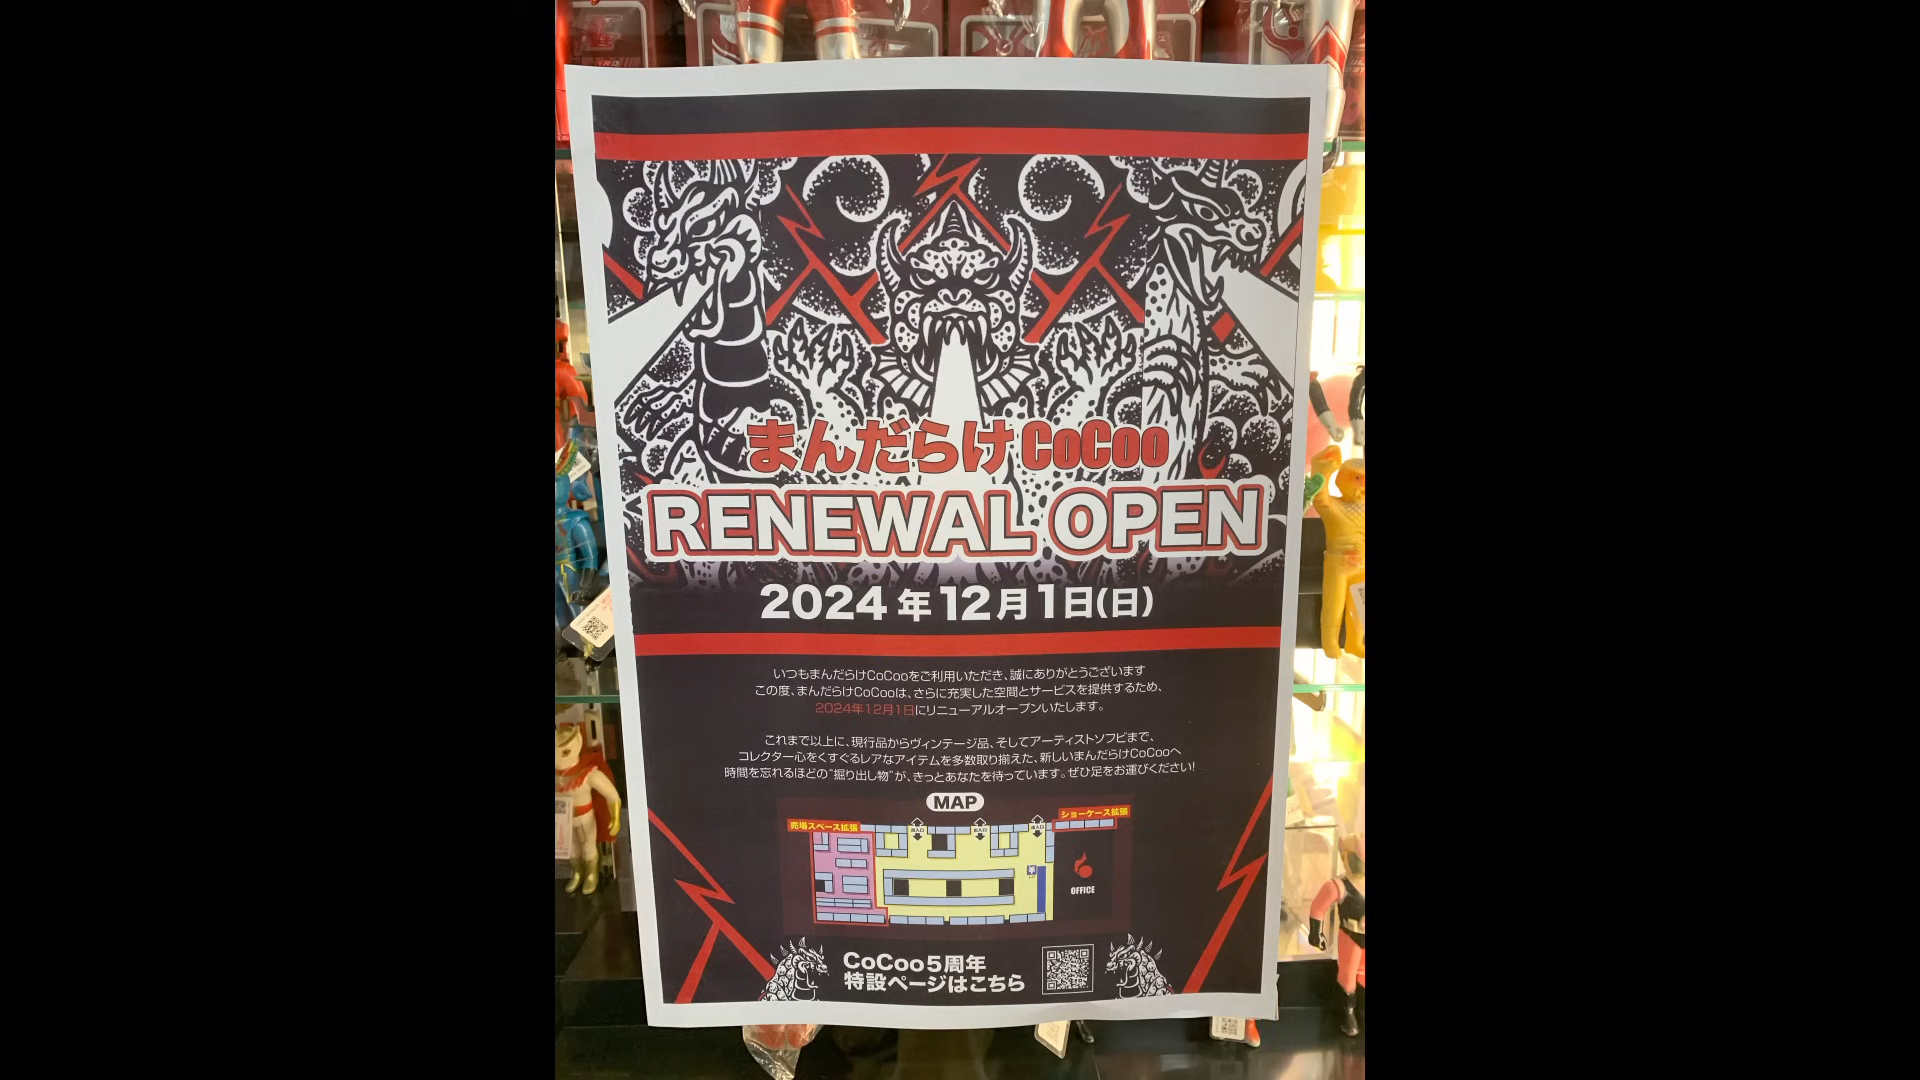 まんだらけCoCoo
RENEWAL OPEN
2024年12月1日(日)
いつもまんだらけCoCooをご利用いただき、誠にありがとうございます
この度、まんだらけCoCooは、さらに充実した空間とサービスを提供するため、
2024年12月1日にリニューアルオープンいたします。
これまで以上に、現行品からヴィンテージ品、そしてアーティストソフビまで、
コレクター心をくすぐるレアなアイテムを多数取り揃えた、新しいまんだらけCoCooへ
時間を忘れるほどの“掘り出し物”が、きっとあなたを待っています。ぜひ足をお運びください!
MAP
売場スペース拡張
ショーケース拡張
出入口
出入口
出入口
OFFICE
CoCoo5周年
特設ページはこちら